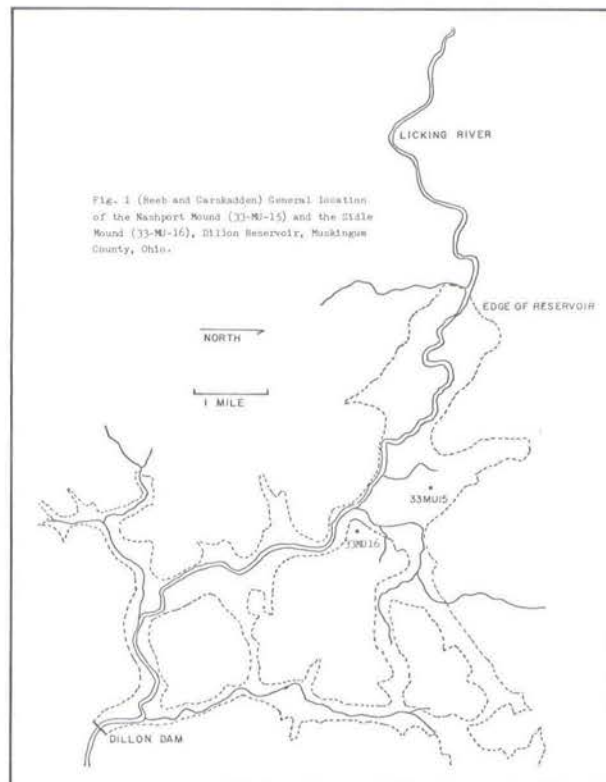 LICKING RIVER
Fig. 1 (Reeb and Carskadden) General location
of the Nashport Mound (33-MU-15) and the Sidle
Mound (33-MU-16), Dillon Reservoir, Muskingum
County, Ohio.
EDGE OF RESERVOIR
NORTH
1 MILE
33MU15
33MU16
DILLON DAM